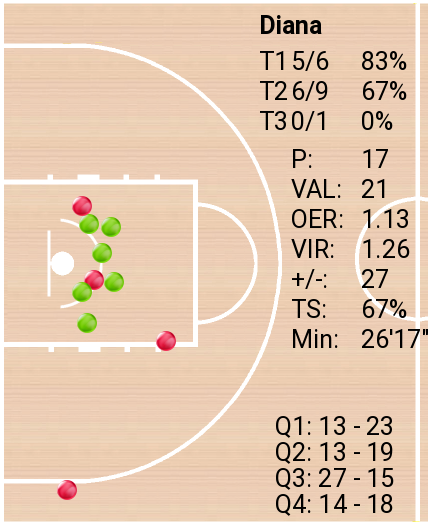 Diana
T1 5/6 83%
T2 6/9 67%
T3 0/1 0%
P: 17
VAL: 21
OER: 1.13
VIR: 1.26
+/-: 27
TS: 67%
Min: 26'17"
Q1: 13 - 23
Q2: 13 - 19
Q3: 27 - 15
Q4: 14 - 18